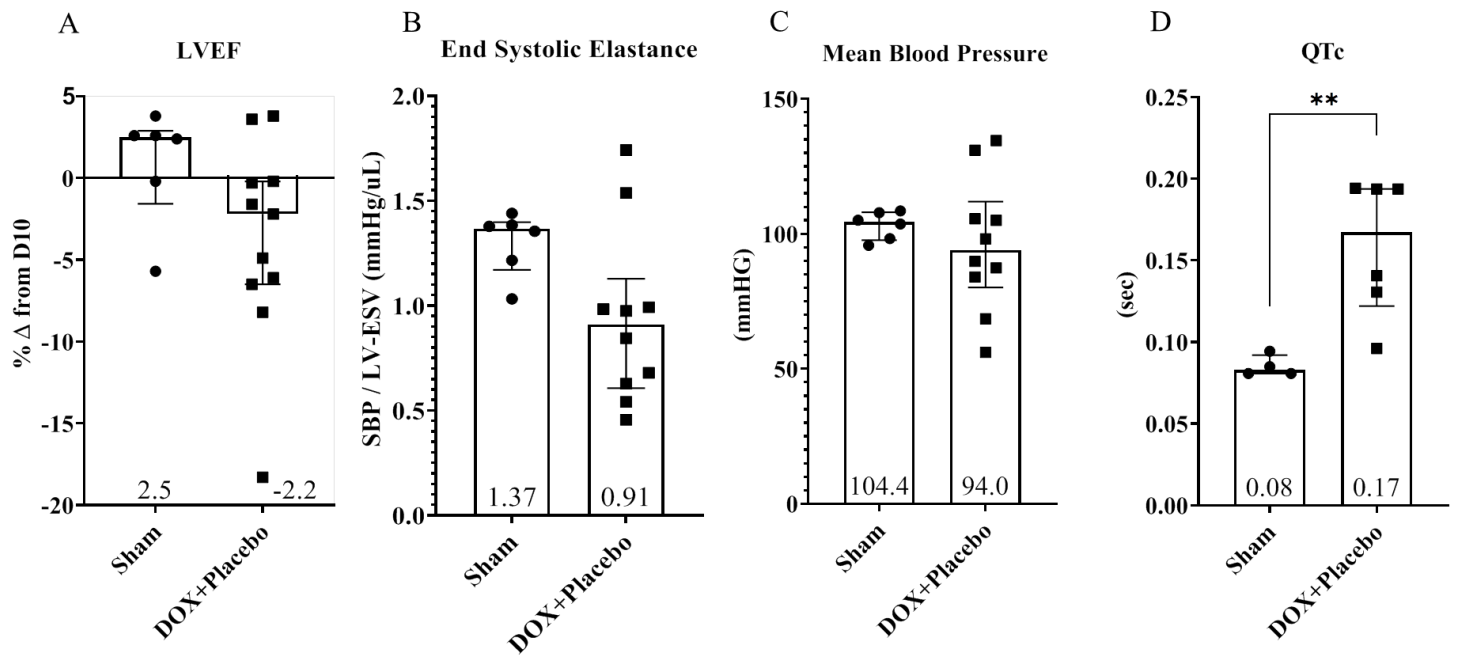 A
LVEF
% Δ from D10
5
0
-5
-10
-15
-20
2.5
-2.2
Sham
DOX+Placebo
B
End Systolic Elastance
SBP / LV-ESV (mmHg/uL)
2.0
1.5
1.0
0.5
0.0
1.37
0.91
Sham
DOX+Placebo
C
Mean Blood Pressure
(mmHG)
150
100
50
0
104.4
94.0
Sham
DOX+Placebo
D
QTc
(sec)
0.25
0.20
0.15
0.10
0.05
0.00
**
0.08
0.17
Sham
DOX+Placebo